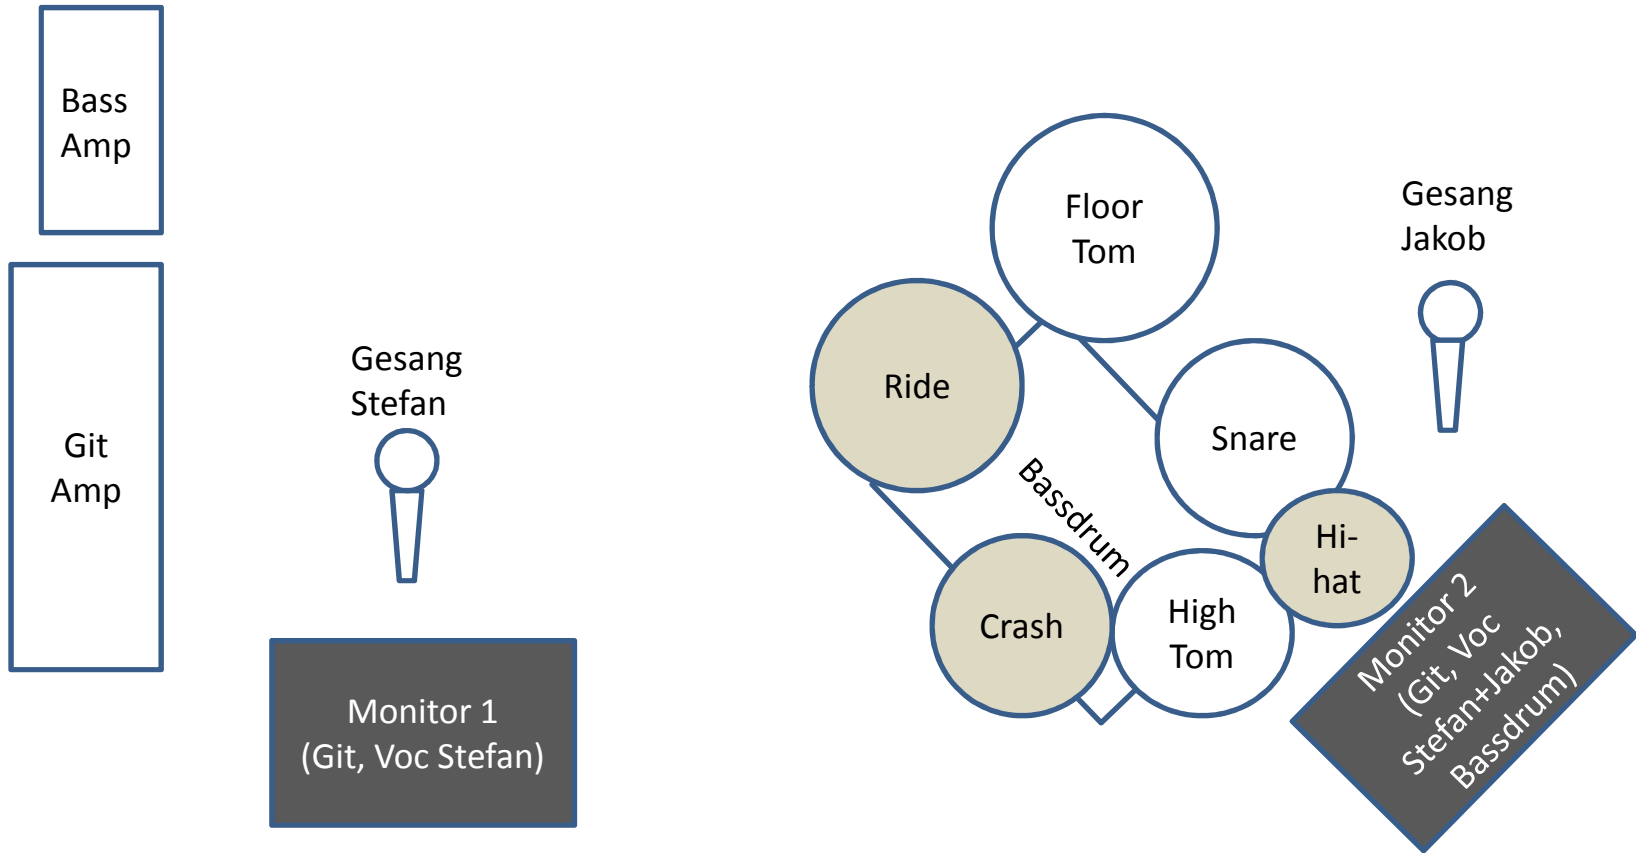 Bass
Amp
Git
Amp
Gesang
Stefan
Monitor 1
(Git, Voc Stefan)
Floor
Tom
Ride
Snare
Bassdrum
Crash
High
Tom
Hi-
hat
Gesang
Jakob
Monitor 2
(Git, Voc
Stefan+Jakob,
Bassdrum)